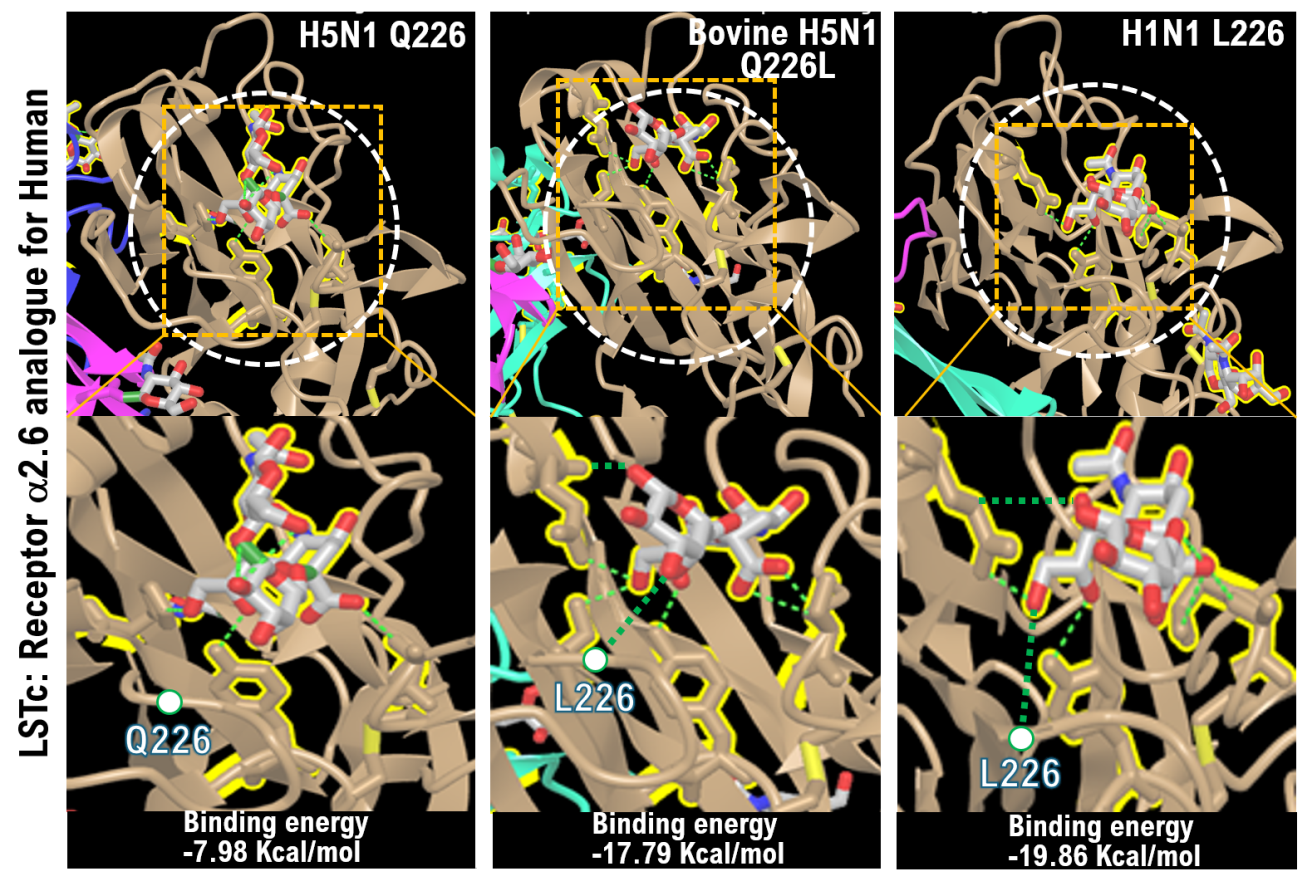 LSTc: Receptor α2.6 analogue for Human
H5N1 Q226
Bovine H5N1
Q226L
H1N1 L226
Q226
L226
L226
Binding energy
-7.98 Kcal/mol
Binding energy
-17.79 Kcal/mol
Binding energy
-19.86 Kcal/mol